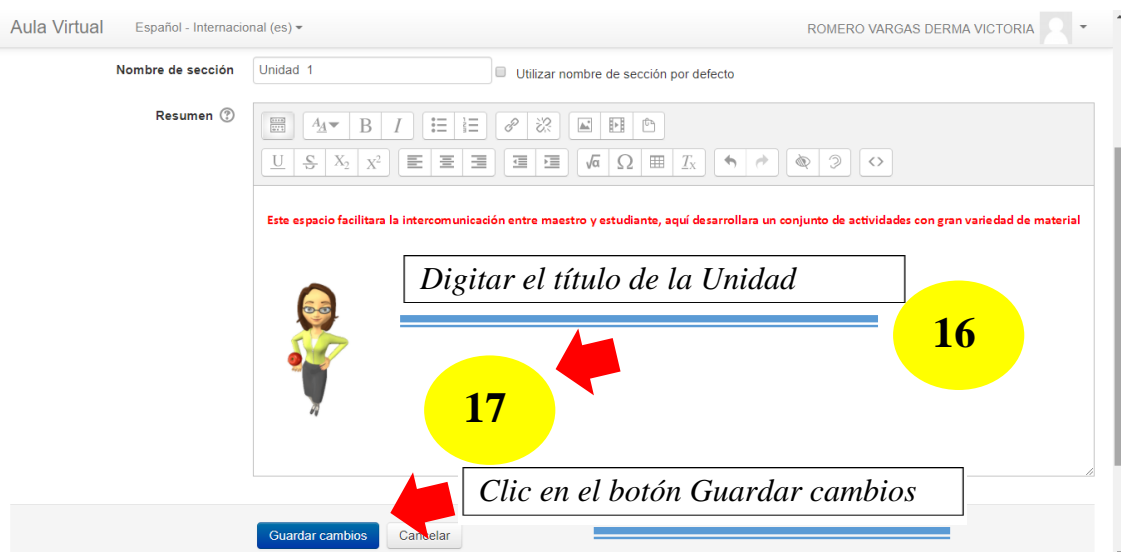 Aula Virtual Español - Internacional (es) ROMERO VARGAS DERMA VICTORIA
Nombre de sección Unidad 1 Utilizar nombre de sección por defecto
Resumen
B I
U S X₂ X² √α Ω Tx <>
Este espacio facilitara la intercomunicación entre maestro y estudiante, aquí desarrollara un conjunto de actividades con gran variedad de material
Digitar el título de la Unidad
16
17
Clic en el botón Guardar cambios
Guardar cambios Cancelar